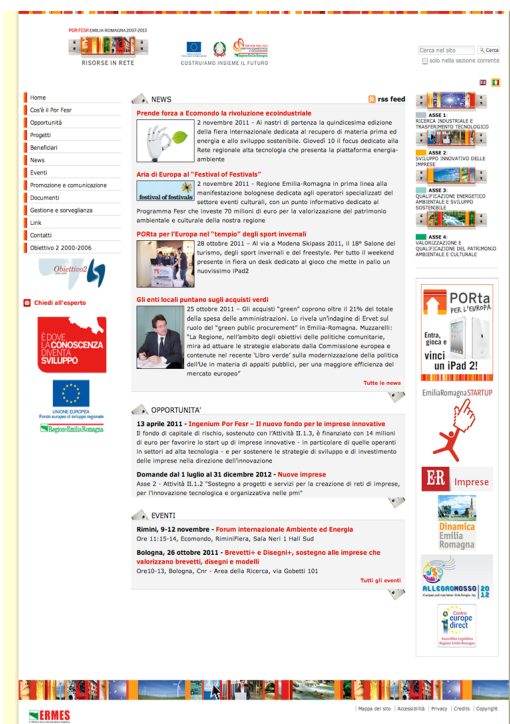 POR FESR EMILIA-ROMAGNA 2007-2013
RISORSE IN RETE
COSTRUIAMO INSIEME IL FUTURO
Cerca nel sito
Cerca
solo nella sezione corrente
Home
Cos'è il Por Fesr
Opportunità
Progetti
Beneficiari
News
Eventi
Promozione e comunicazione
Documenti
Gestione e sorveglianza
Link
Contatti
Obiettivo 2 2000-2006
Obiettivo2
Chiedi all'esperto
È DOVE
LA CONOSCENZA
DIVENTA
SVILUPPO
UNIONE EUROPEA
Fondo europeo di sviluppo regionale
Regione Emilia-Romagna
NEWS
rss feed
Prende forza a Ecomondo la rivoluzione ecoindustriale
2 novembre 2011 - Ai nastri di partenza la quindicesima edizione
della fiera internazionale dedicata al recupero di materia prima ed
energia e allo sviluppo sostenibile. Giovedì 10 il focus dedicato alla
Rete regionale alta tecnologia che presenta la piattaforma energia-
ambiente
Aria di Europa al "Festival of Festivals"
festival of festivals
2 novembre 2011 - Regione Emilia-Romagna in prima linea alla
manifestazione bolognese dedicata agli operatori specializzati del
settore eventi culturali, con un punto informativo dedicato al
Programma Fesr che investe 70 milioni di euro per la valorizzazione del patrimonio
ambientale e culturale della nostra regione
PORta per l'Europa nel "tempio" degli sport invernali
28 ottobre 2011 – Al via a Modena Skipass 2011, il 18° Salone del
turismo, degli sport invernali e del freestyle. Per tutto il weekend
presente in fiera un desk dedicato al gioco che mette in palio un
nuovissimo iPad2
Gli enti locali puntano sugli acquisti verdi
25 ottobre 2011 – Gli acquisti "green" coprono oltre il 21% del totale
della spesa delle amministrazioni. Lo rivela un'indagine di Ervet sul
ruolo del "green public procurement" in Emilia-Romagna. Muzzarelli:
"La Regione, nell'ambito degli obiettivi delle politiche comunitarie,
mira ad attuare le strategie elaborate dalla Commissione europea e
contenute nel recente 'Libro verde' sulla modernizzazione della politica
dell'Ue in materia di appalti pubblici, per una maggiore efficienza del
mercato europeo"
Tutte le news
OPPORTUNITA'
13 aprile 2011 - Ingenium Por Fesr – Il nuovo fondo per le imprese innovative
Il fondo di capitale di rischio, sostenuto con l'Attività II.1.3, è finanziato con 14 milioni
di euro per favorire lo start up di imprese innovative - in particolare di quelle operanti
in settori ad alta tecnologia - e per sostenere le strategie di sviluppo e di investimento
delle imprese nella direzione dell'innovazione
Domande dal 1 luglio al 31 dicembre 2012 - Nuove imprese
Asse 2 - Attività II.1.2 "Sostegno a progetti e servizi per la creazione di reti di imprese,
per l'innovazione tecnologica e organizzativa nelle pmi"
EVENTI
Rimini, 9-12 novembre - Forum internazionale Ambiente ed Energia
Ore 11:15-14, Ecomondo, RiminiFiera, Sala Neri 1 Hall Sud
Bologna, 26 ottobre 2011 - Brevetti+ e Disegni+, sostegno alle imprese che
valorizzano brevetti, disegni e modelli
Ore10-13, Bologna, Cnr - Area della Ricerca, via Gobetti 101
Tutti gli eventi
ASSE 1:
RICERCA INDUSTRIALE E
TRASFERIMENTO TECNOLOGICO
ASSE 2:
SVILUPPO INNOVATIVO DELLE
IMPRESE
ASSE 3:
QUALIFICAZIONE ENERGETICO
AMBIENTALE E SVILUPPO
SOSTENIBILE
ASSE 4:
VALORIZZAZIONE E
QUALIFICAZIONE DEL PATRIMONIO
AMBIENTALE E CULTURALE
PORta
PER L'EUROPA
Entra,
gioca e
vinci
un iPad 2!
EmiliaRomagnaSTARTUP
ER Imprese
Dinamica
Emilia
Romagna
ALLEGROMOSSO 2012
Centro
europe
direct
Assemblea Legislativa
Regione Emilia-Romagna
ERMES
Mappa del sito | Accessibilità | Privacy | Credits | Copyright